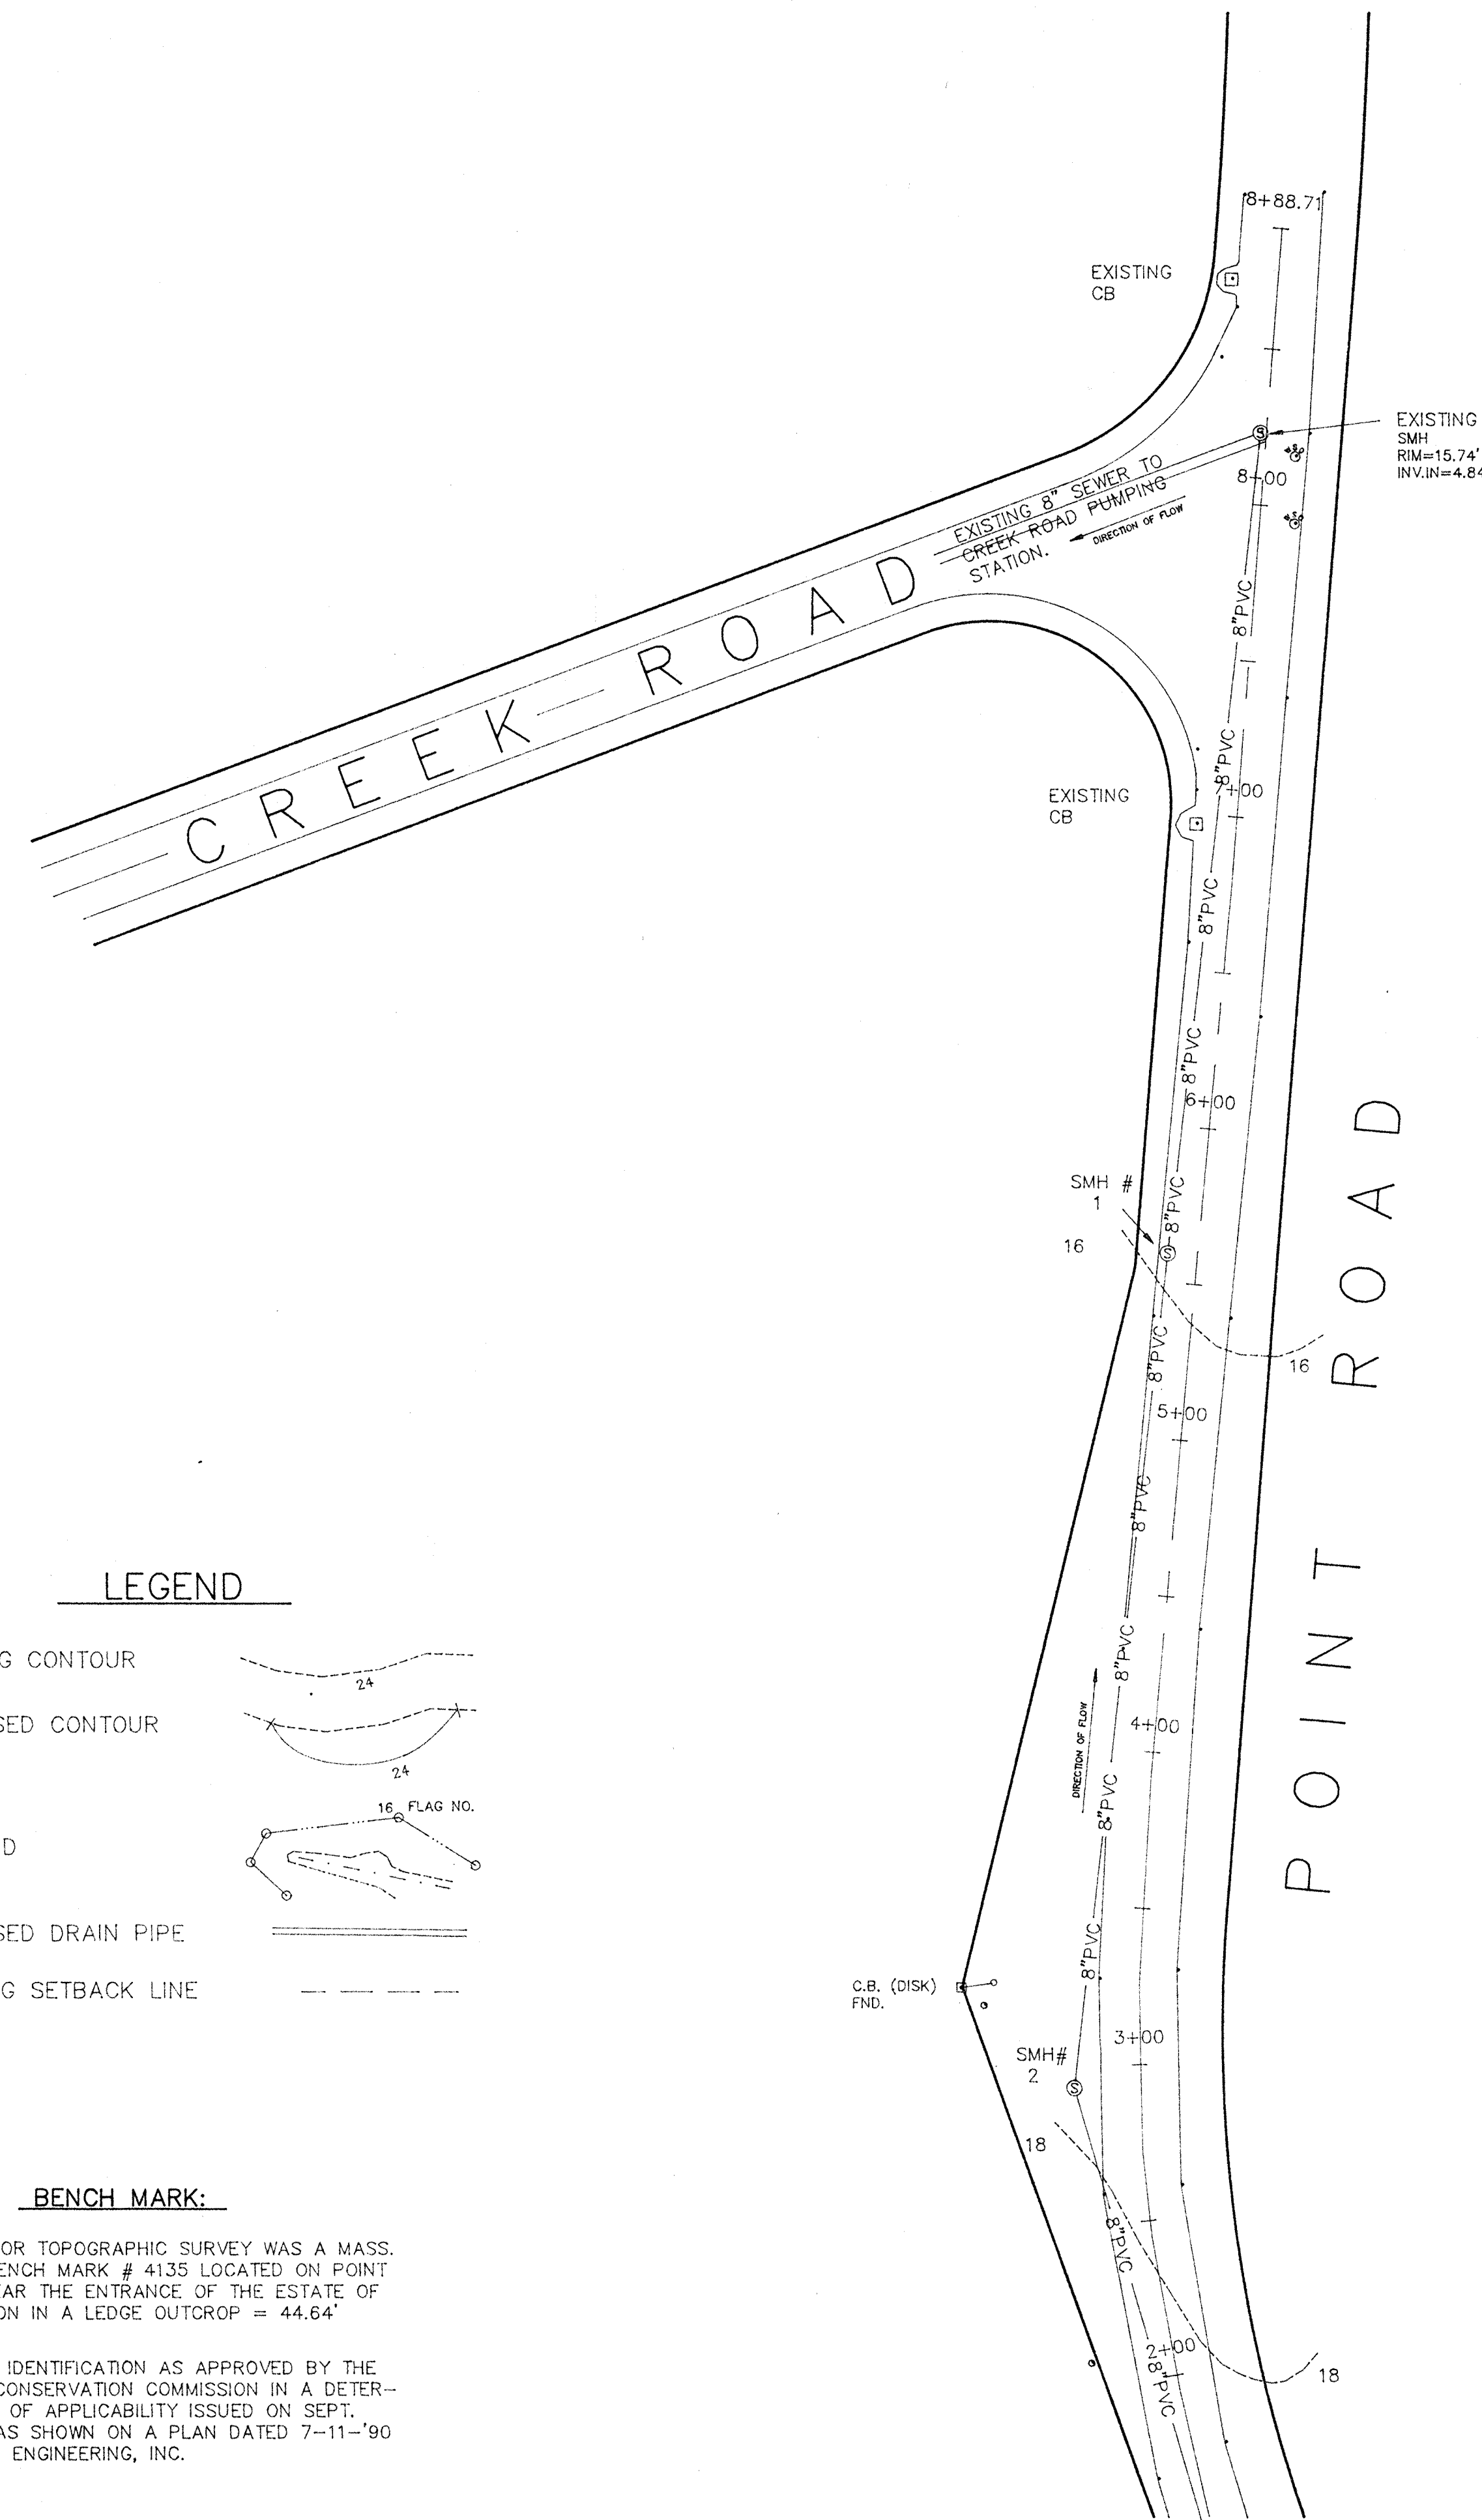 8+88.71
EXISTING
CB
EXISTING
SMH
RIM=15.74'
INV.IN=4.84
8+00
EXISTING 8" SEWER TO
CREEK ROAD PUMPING
STATION.
DIRECTION OF FLOW
8"PVC
CREEK ROAD
8"PVC
7+00
EXISTING
CB
8"PVC
8"PVC
6+00
SMH #
1
8"PVC
16
16
8"PVC
5+00
POINT ROAD
8"PVC
8"PVC
DIRECTION OF FLOW
4+00
8"PVC
8"PVC
C.B. (DISK)
FND.
3+00
SMH#
2
18
8"PVC
2+00
8"PVC
18
LEGEND
G CONTOUR
24
SED CONTOUR
24
16 FLAG NO.
D
SED DRAIN PIPE
G SETBACK LINE
BENCH MARK:
OR TOPOGRAPHIC SURVEY WAS A MASS.
ENCH MARK # 4135 LOCATED ON POINT
AR THE ENTRANCE OF THE ESTATE OF
ON IN A LEDGE OUTCROP = 44.64'
IDENTIFICATION AS APPROVED BY THE
CONSERVATION COMMISSION IN A DETER-
OF APPLICABILITY ISSUED ON SEPT.
AS SHOWN ON A PLAN DATED 7-11-'90
ENGINEERING, INC.